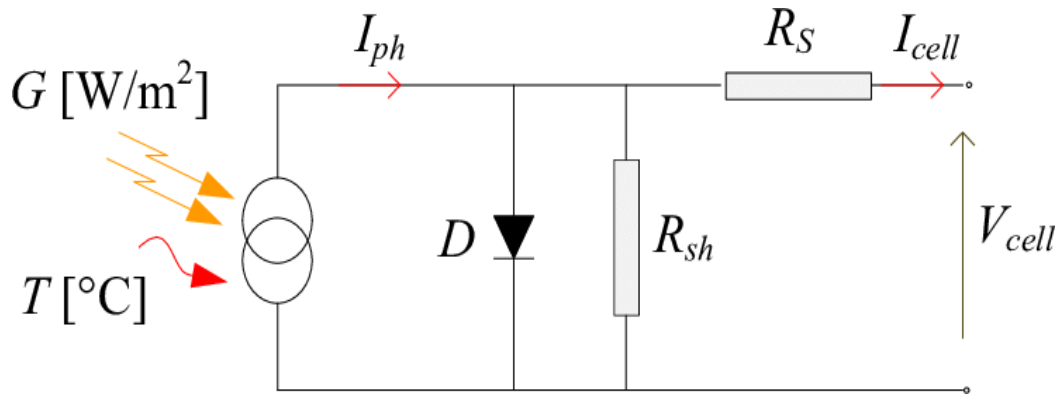 I_ph
R_S
I_cell
G [W/m²]
D
R_sh
V_cell
T [°C]